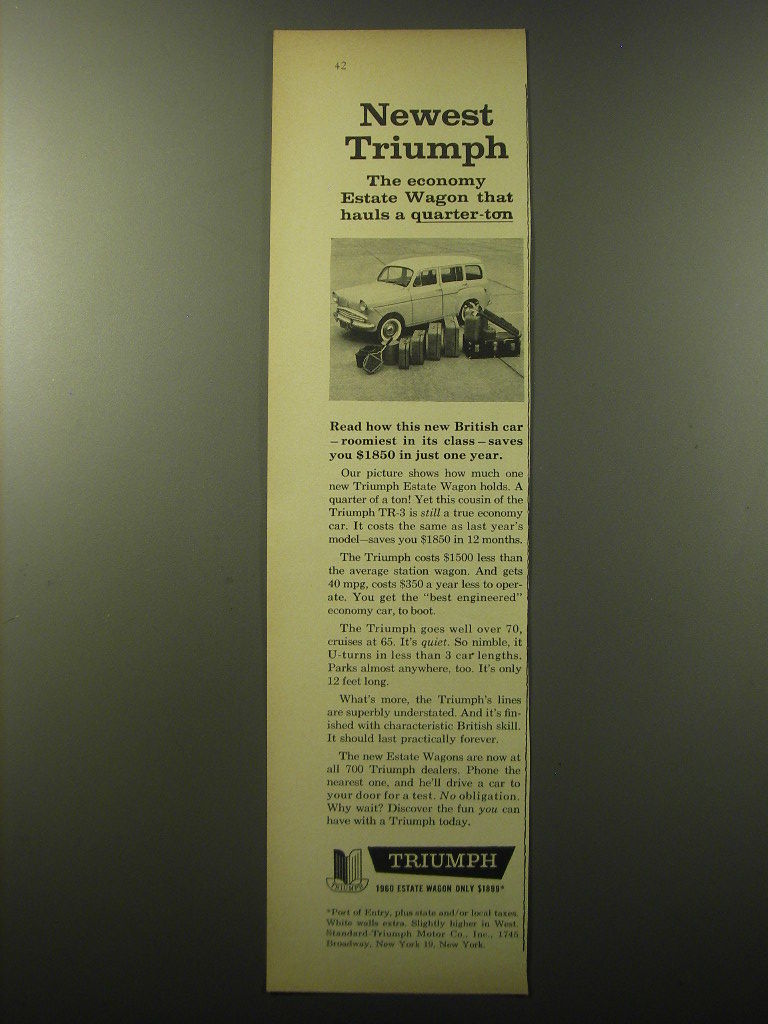 42
Newest
Triumph
The economy
Estate Wagon that
hauls a quarter-ton
Read how this new British car
—roomiest in its class—saves
you $1850 in just one year.
Our picture shows how much one
new Triumph Estate Wagon holds. A
quarter of a ton! Yet this cousin of the
Triumph TR-3 is still a true economy
car. It costs the same as last year's
model—saves you $1850 in 12 months.
The Triumph costs $1500 less than
the average station wagon. And gets
40 mpg, costs $350 a year less to oper-
ate. You get the "best engineered"
economy car, to boot.
The Triumph goes well over 70,
cruises at 65. It's quiet. So nimble, it
U-turns in less than 3 car lengths.
Parks almost anywhere, too. It's only
12 feet long.
What's more, the Triumph's lines
are superbly understated. And it's fin-
ished with characteristic British skill.
It should last practically forever.
The new Estate Wagons are now at
all 700 Triumph dealers. Phone the
nearest one, and he'll drive a car to
your door for a test. No obligation.
Why wait? Discover the fun you can
have with a Triumph today.
TRIUMPH
TRIUMPH
1960 ESTATE WAGON ONLY $1899*
*Port of Entry, plus state and/or local taxes.
White walls extra. Slightly higher in West.
Standard-Triumph Motor Co., Inc., 1745
Broadway, New York 19, New York.